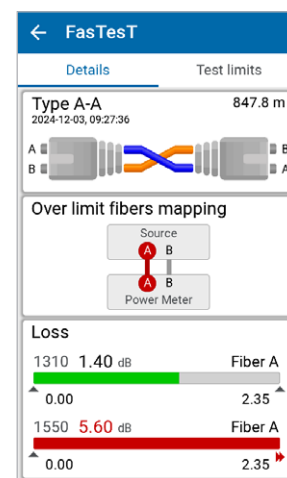 ← FasTesT
Details Test limits
Type A-A 847.8 m
2024-12-03, 09:27:36
A B
B A
Over limit fibers mapping
Source
A B
A B
Power Meter
Loss
1310 1.40 dB Fiber A
0.00 2.35
1550 5.60 dB Fiber A
0.00 2.35